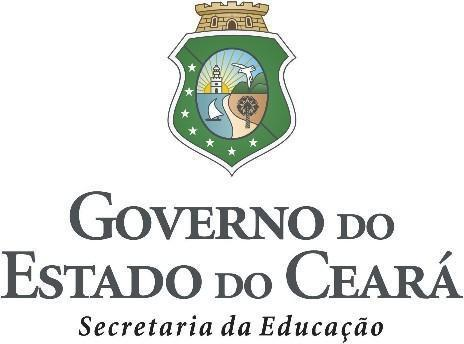 GOVERNO DO
ESTADO DO CEARÁ
Secretaria da Educação